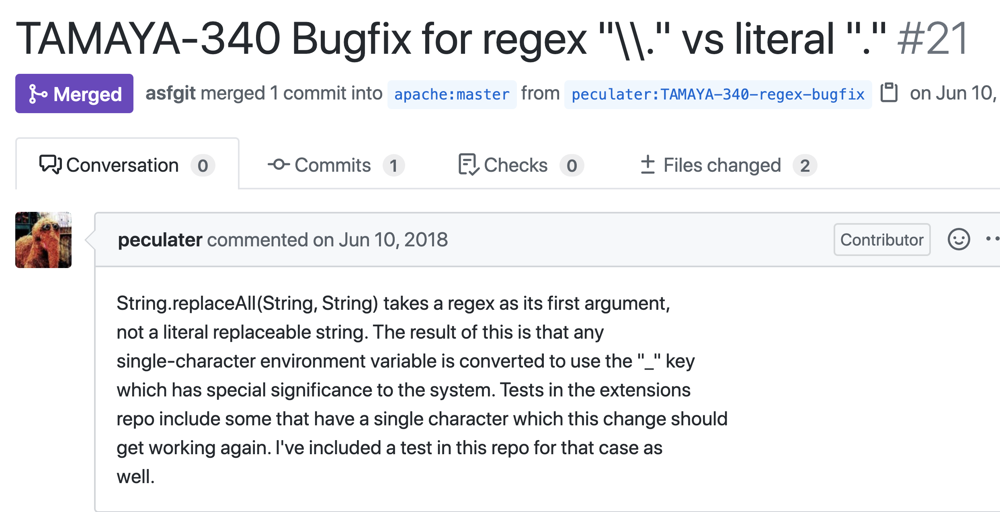 TAMAYA-340 Bugfix for regex "\\." vs literal "." #21
Merged asfgit merged 1 commit into apache:master from peculater:TAMAYA-340-regex-bugfix on Jun 10,
Conversation 0 Commits 1 Checks 0 Files changed 2
peculater commented on Jun 10, 2018 Contributor
String.replaceAll(String, String) takes a regex as its first argument,
not a literal replaceable string. The result of this is that any
single-character environment variable is converted to use the "_" key
which has special significance to the system. Tests in the extensions
repo include some that have a single character which this change should
get working again. I've included a test in this repo for that case as
well.